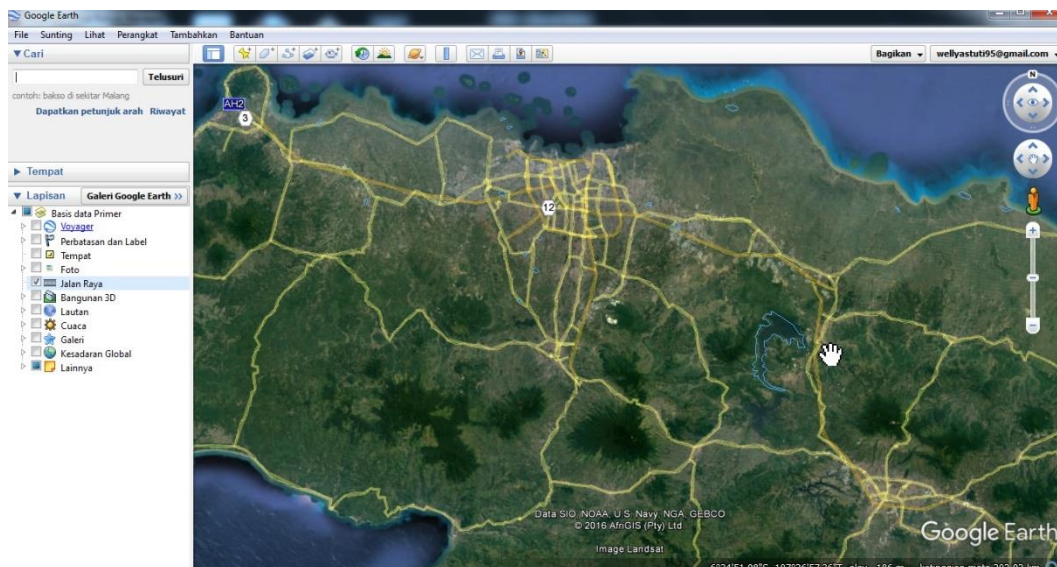 Google Earth
File Sunting Lihat Perangkat Tambahkan Bantuan
Cari
Bagikan wellyastuti95@gmail.com
Telusuri
contoh: bakso di sekitar Malang
Dapatkan petunjuk arah Riwayat
Tempat
Lapisan Galeri Google Earth >>
Basis data Primer
Voyager
Perbatasan dan Label
Tempat
Foto
Jalan Raya
Bangunan 3D
Lautan
Cuaca
Galeri
Kesadaran Global
Lainnya
N
AH2
3
12
Data SIO, NOAA, U.S. Navy, NGA, GEBCO
© 2016 AfriGIS (Pty) Ltd
Image Landsat
Google Earth